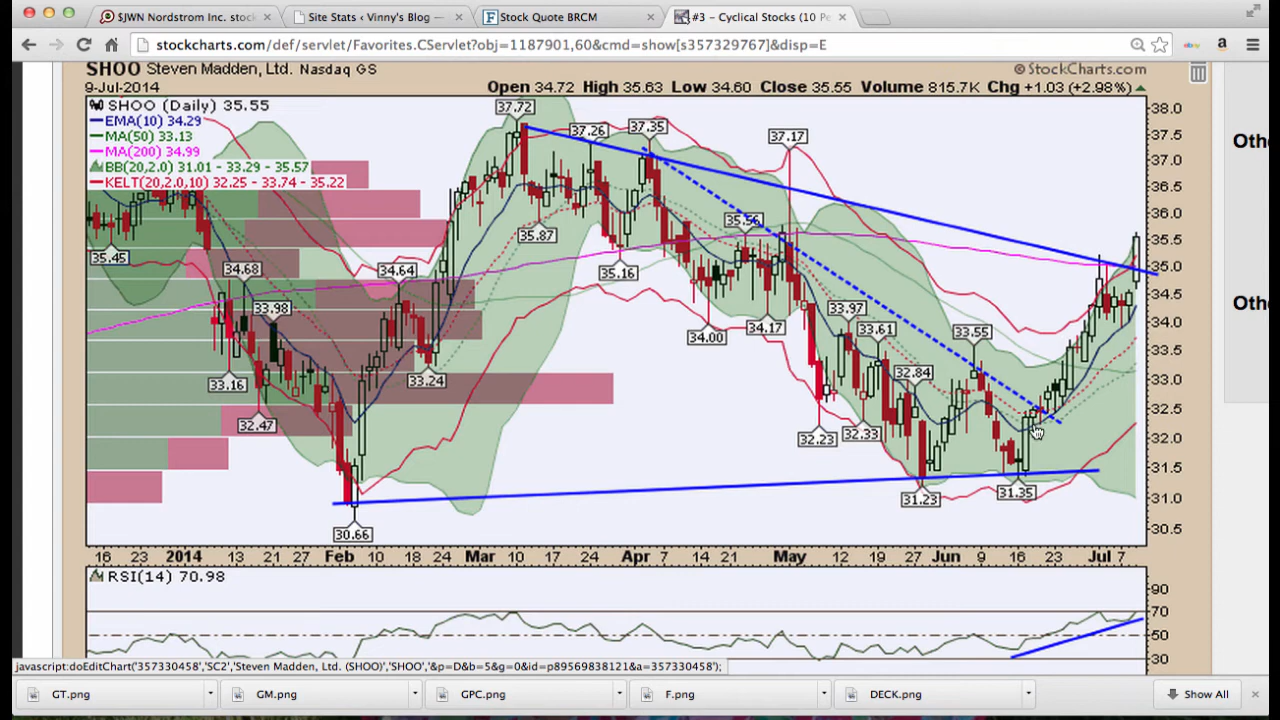 $JWN Nordstrom Inc. stoc
Site Stats ‹ Vinny's Blog —
Stock Quote BRCM
#3 – Cyclical Stocks (10 Pe
stockcharts.com/def/servlet/Favorites.CServlet?obj=1187901,60&cmd=show[s357329767]&disp=E
SHOO Steven Madden, Ltd. Nasdaq GS
© StockCharts.com
9-Jul-2014
Open 34.72 High 35.63 Low 34.60 Close 35.55 Volume 815.7K Chg +1.03 (+2.98%)
SHOO (Daily) 35.55
EMA(10) 34.29
MA(50) 33.13
MA(200) 34.99
BB(20,2.0) 31.01 - 33.29 - 35.57
KELT(20,2.0,10) 32.25 - 33.74 - 35.22
37.72
37.26
37.35
37.17
35.56
35.87
35.16
35.45
34.68
34.64
33.98
34.00
34.17
33.97
33.61
33.55
33.16
33.24
32.84
32.47
32.23
32.33
31.23
31.35
30.66
38.0
37.5
37.0
36.5
36.0
35.5
35.0
34.5
34.0
33.5
33.0
32.5
32.0
31.5
31.0
30.5
16 23 2014 13 21 27 Feb 10 18 24 Mar 10 17 24 Apr 7 14 21 May 12 19 27 Jun 9 16 23 Jul 7
RSI(14) 70.98
90
70
50
30
Othe
Othe
javascript:doEditChart('357330458','SC2','Steven Madden, Ltd. (SHOO)','SHOO','&p=D&b=5&g=0&id=p89569838121&a=357330458');
GT.png
GM.png
GPC.png
F.png
DECK.png
Show All